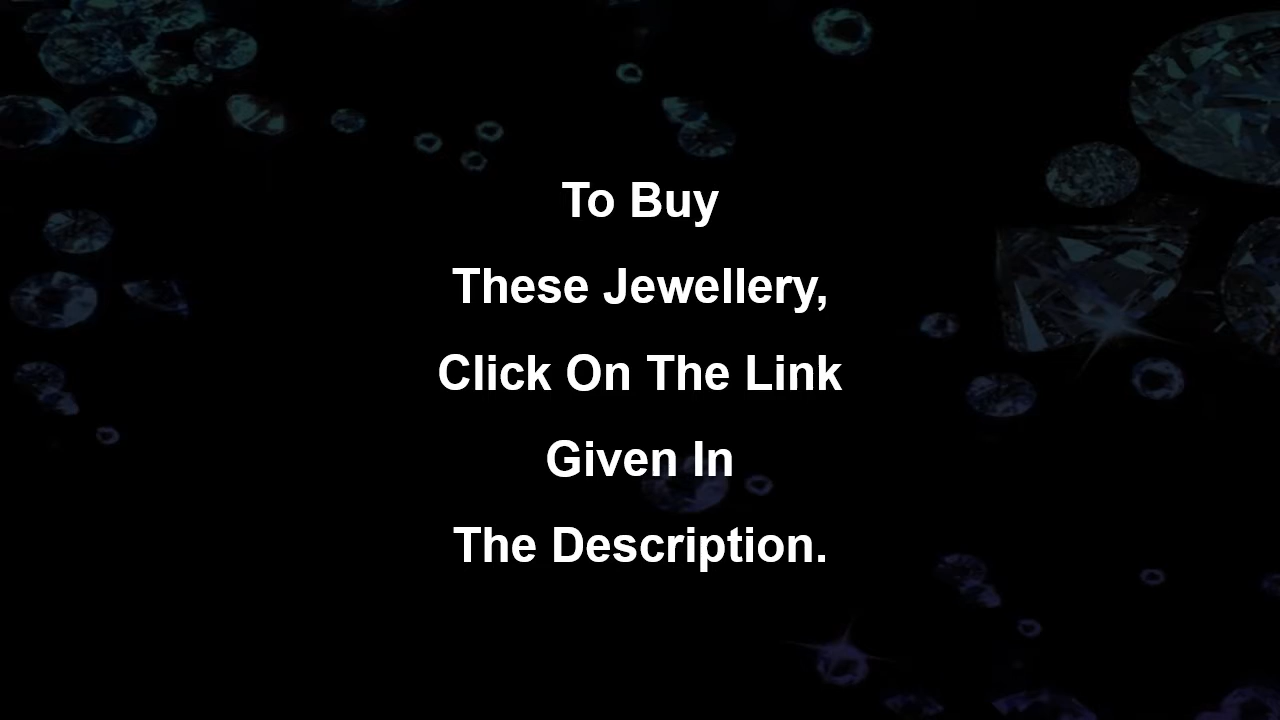 To Buy
These Jewellery,
Click On The Link
Given In
The Description.